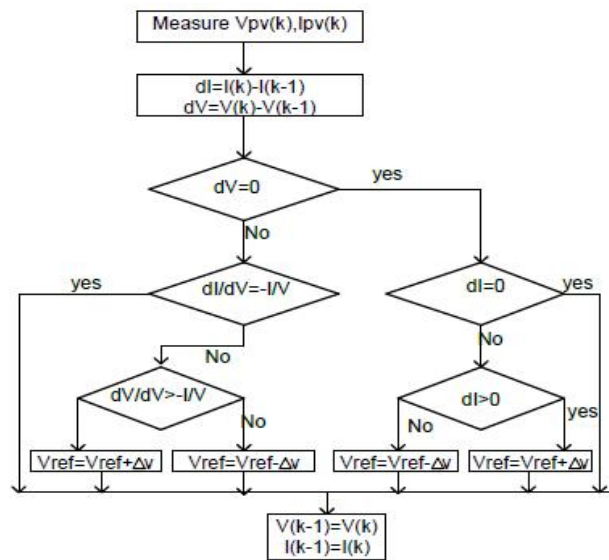 Measure Vpv(k),Ipv(k)
dI=I(k)-I(k-1)
dV=V(k)-V(k-1)
dV=0
yes
No
yes
dI/dV=-I/V
dI=0
yes
No
No
dV/dV>-I/V
dI>0
No
No
yes
Vref=Vref+Δv
Vref=Vref-Δv
Vref=Vref-Δv
Vref=Vref+Δv
V(k-1)=V(k)
I(k-1)=I(k)